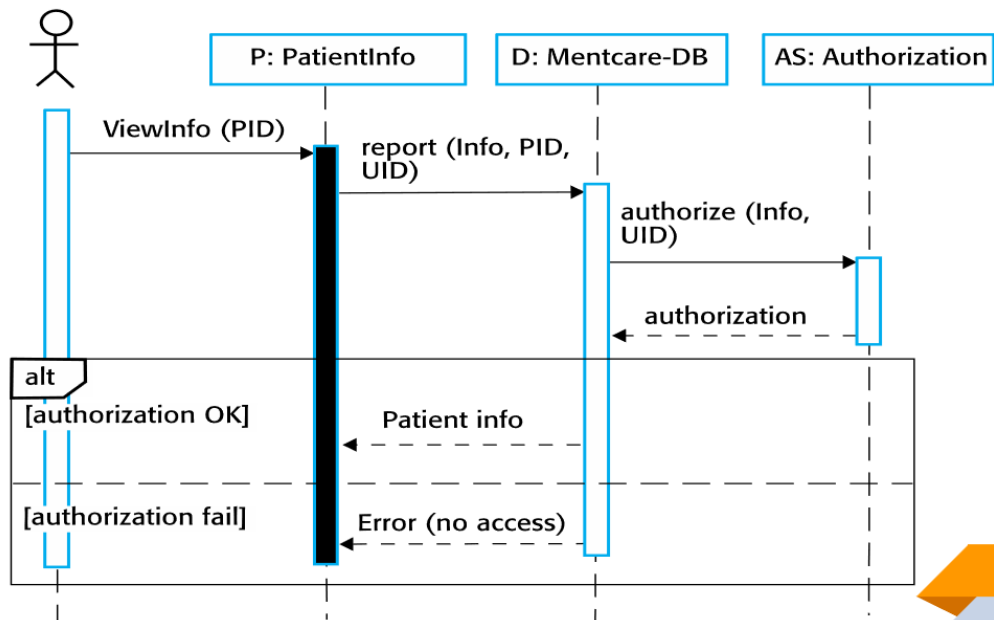 P: PatientInfo
D: Mentcare-DB
AS: Authorization
ViewInfo (PID)
report (Info, PID,
UID)
authorize (Info,
UID)
authorization
alt
[authorization OK]
Patient info
[authorization fail]
Error (no access)